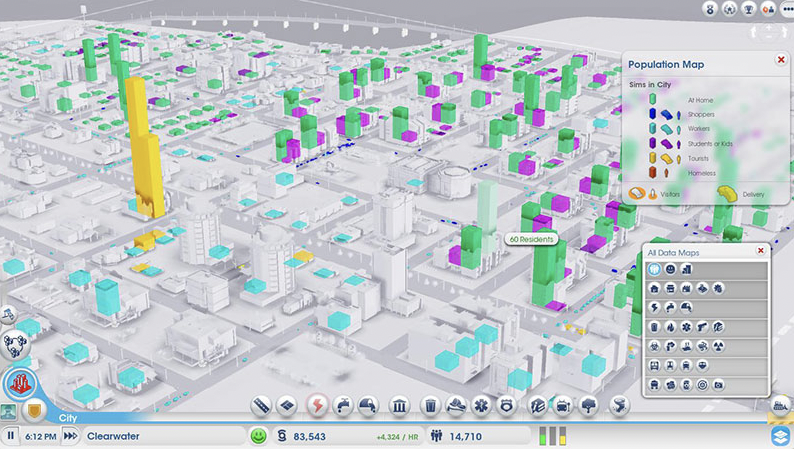 Population Map
Sims in City
At Home
Shoppers
Workers
Students or Kids
Tourists
Homeless
Visitors
Delivery
60 Residents
All Data Maps
City
6:12 PM
Clearwater
83,543
+4,324 / HR
14,710